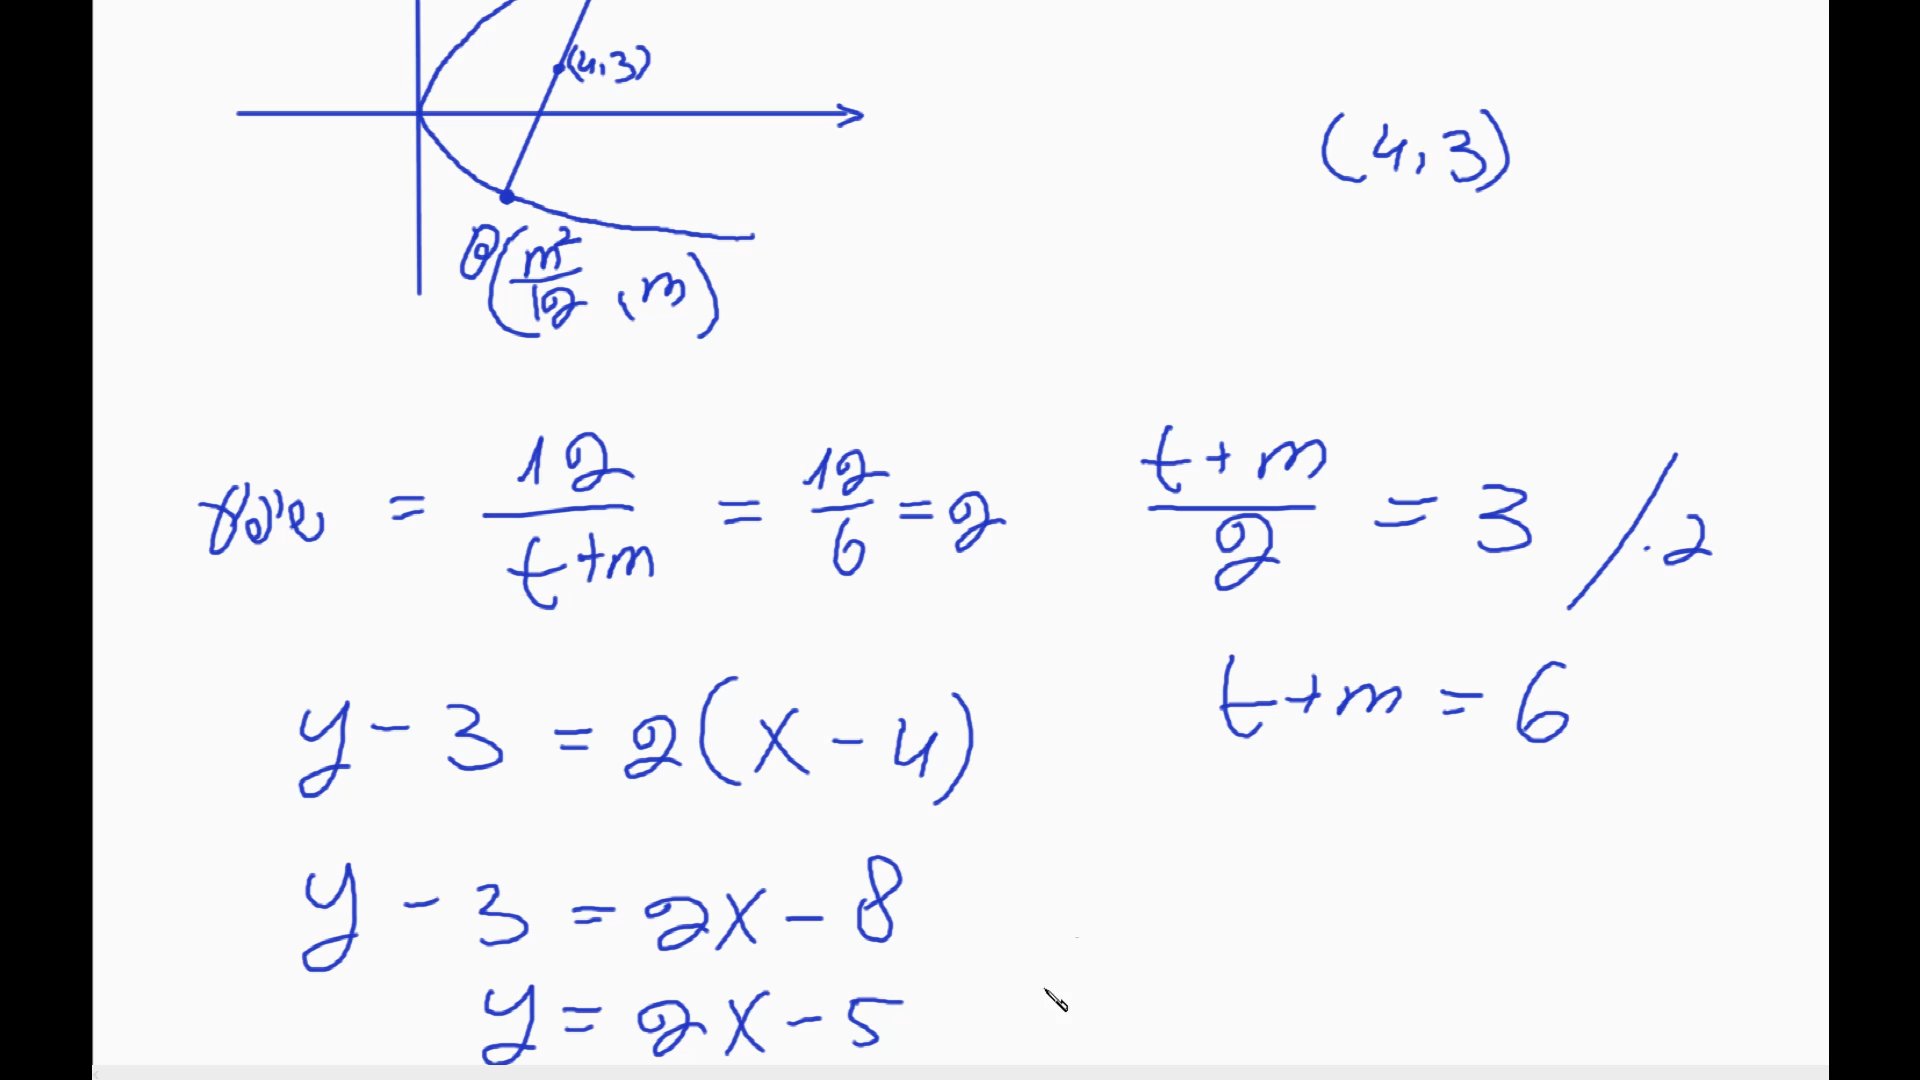 (4,3)
(4,3)
(m²/12, m)
= 12/(t+m) = 12/6 = 2
(t+m)/2 = 3 / .2
t+m = 6
y - 3 = 2(x - 4)
y - 3 = 2x - 8
y = 2x - 5